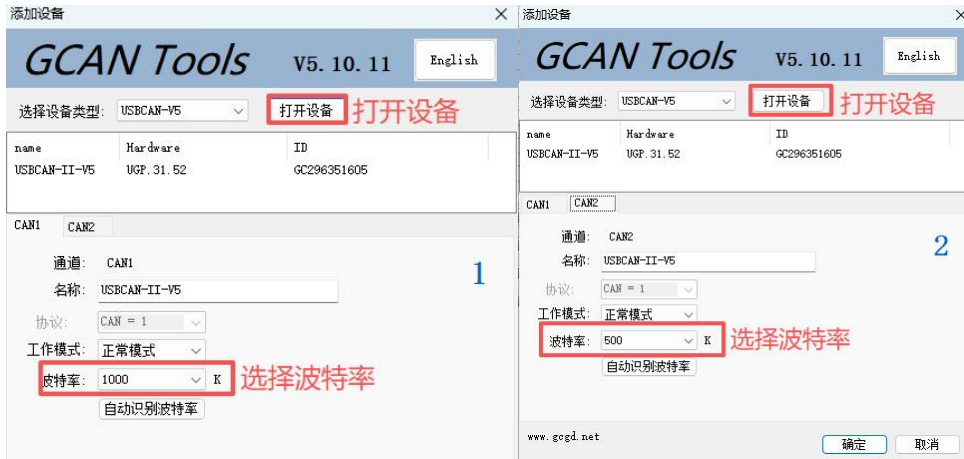 添加设备
GCAN Tools V5.10.11 English
选择设备类型: USBCAN-V5 打开设备 打开设备
name Hardware ID
USBCAN-II-V5 UGP.31.52 GC296351605
CAN1 CAN2
通道: CAN1
1
名称: USBCAN-II-V5
协议: CAN = 1
工作模式: 正常模式
波特率: 1000 K 选择波特率
自动识别波特率
添加设备
GCAN Tools V5.10.11 English
选择设备类型: USBCAN-V5 打开设备 打开设备
name Hardware ID
USBCAN-II-V5 UGP.31.52 GC296351605
CAN1 CAN2
通道: CAN2
2
名称: USBCAN-II-V5
协议: CAN = 1
工作模式: 正常模式
波特率: 500 K 选择波特率
自动识别波特率
www.gcgd.net 确定 取消